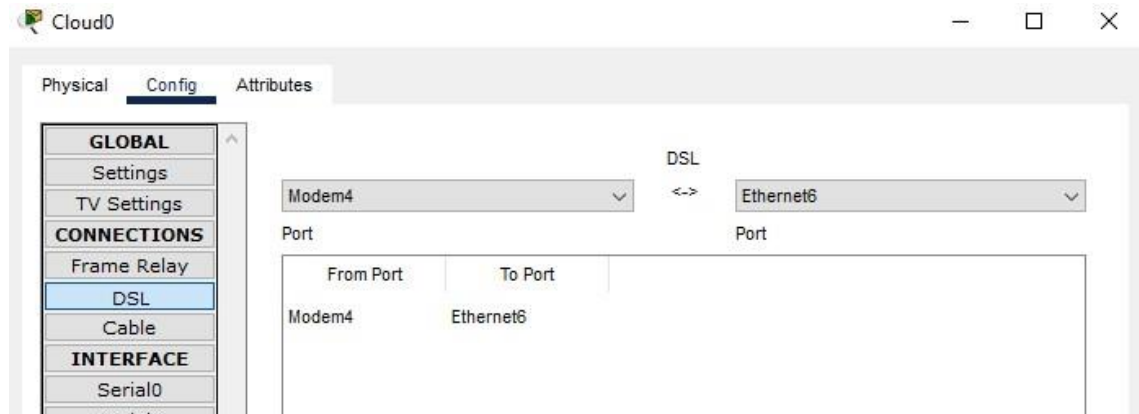 Cloud0
Physical Config Attributes
GLOBAL
Settings
TV Settings
CONNECTIONS
Frame Relay
DSL
Cable
INTERFACE
Serial0
DSL
Modem4 <-> Ethernet6
Port Port
From Port To Port
Modem4 Ethernet6